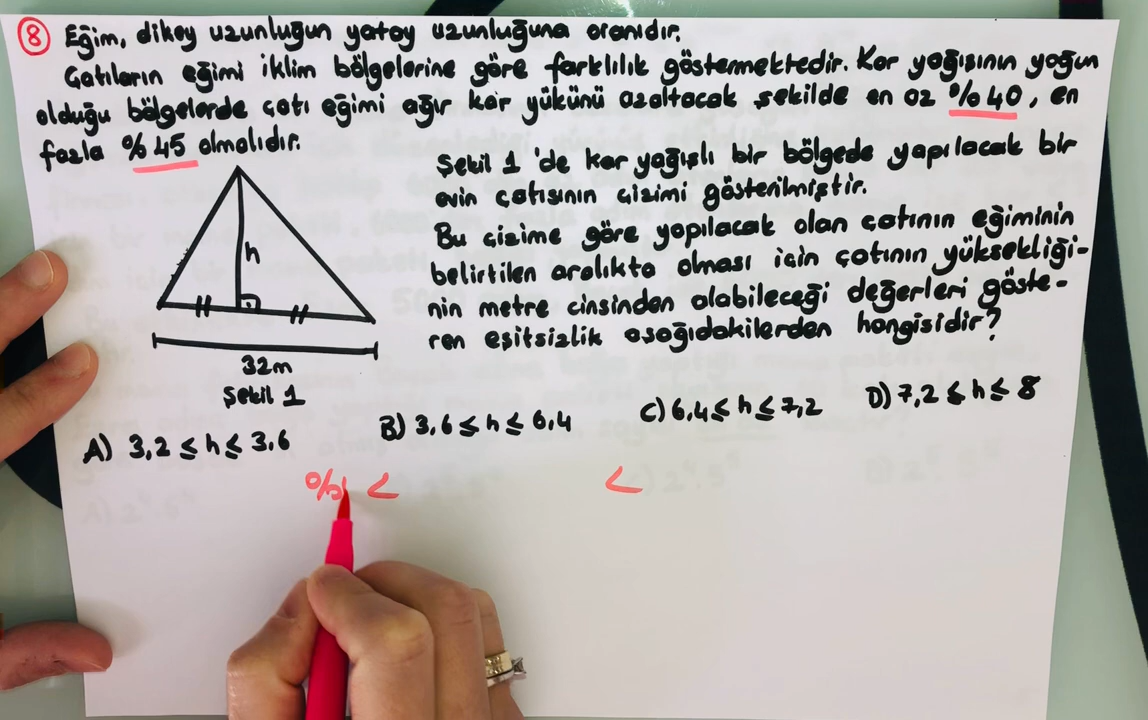 8 Eğim, dikey uzunluğun yatay uzunluğuna oranıdır.
Çatıların eğimi iklim bölgelerine göre farklılık göstermektedir. Kar yağışının yoğun
olduğu bölgelerde çatı eğimi ağır kar yükünü azaltacak şekilde en az %40, en
fazla %45 olmalıdır.
Şekil 1'de kar yağışlı bir bölgede yapılacak bir
evin çatısının çizimi gösterilmiştir.
Bu çizime göre yapılacak olan çatının eğiminin
belirtilen aralıkta olması için çatının yüksekliği-
nin metre cinsinden olabileceği değerleri göste-
ren eşitsizlik aşağıdakilerden hangisidir?
h
32m
Şekil 1
A) 3,2 ≤ h ≤ 3,6
B) 3,6 ≤ h ≤ 6,4
C) 6,4 ≤ h ≤ 7,2
D) 7,2 ≤ h ≤ 8
% < <